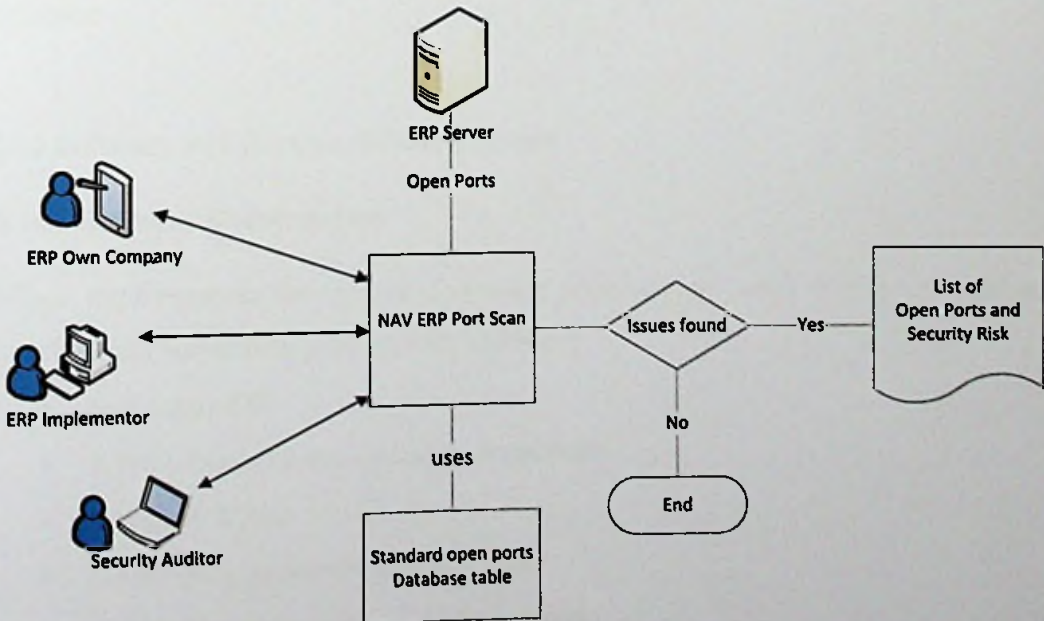 ERP Server
Open Ports
ERP Own Company
NAV ERP Port Scan
Issues found
Yes
List of
Open Ports and
Security Risk
ERP Implementor
No
uses
End
Security Auditor
Standard open ports
Database table